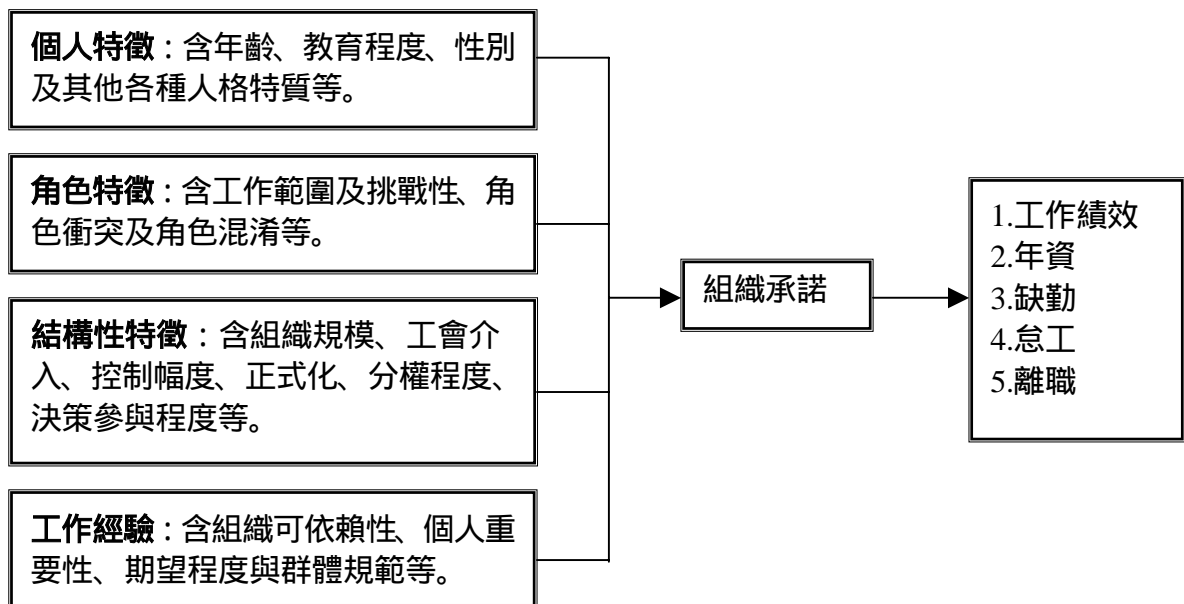 個人特徵：含年齡、教育程度、性別
及其他各種人格特質等。
角色特徵：含工作範圍及挑戰性、角
色衝突及角色混淆等。
結構性特徵：含組織規模、工會介
入、控制幅度、正式化、分權程度、
決策參與程度等。
工作經驗：含組織可依賴性、個人重
要性、期望程度與群體規範等。
組織承諾
1.工作績效
2.年資
3.缺勤
4.怠工
5.離職